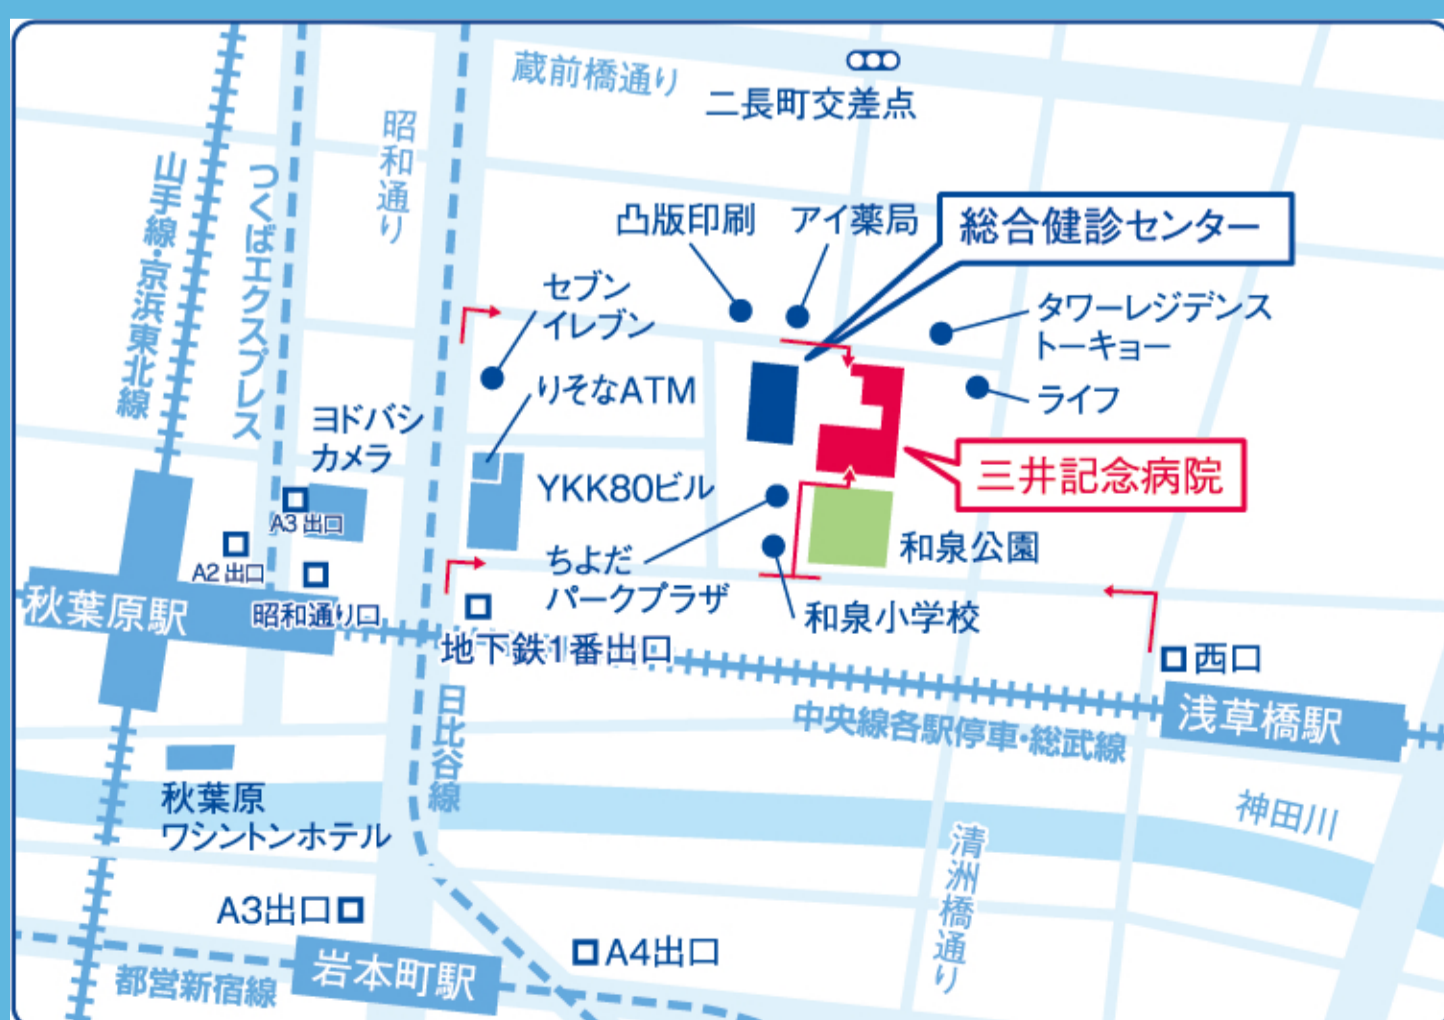 蔵前橋通り
二長町交差点
昭和通り
山手線・京浜東北線
つくばエクスプレス
凸版印刷
アイ薬局
総合健診センター
セブン
イレブン
タワーレジデンス
トーキョー
りそなATM
ライフ
ヨドバシ
カメラ
YKK80ビル
三井記念病院
A3出口
A2出口
和泉公園
ちよだ
パークプラザ
秋葉原駅
昭和通り口
和泉小学校
地下鉄1番出口
西口
日比谷線
中央線各駅停車・総武線
浅草橋駅
秋葉原
ワシントンホテル
神田川
清洲橋通り
A3出口
A4出口
岩本町駅
都営新宿線